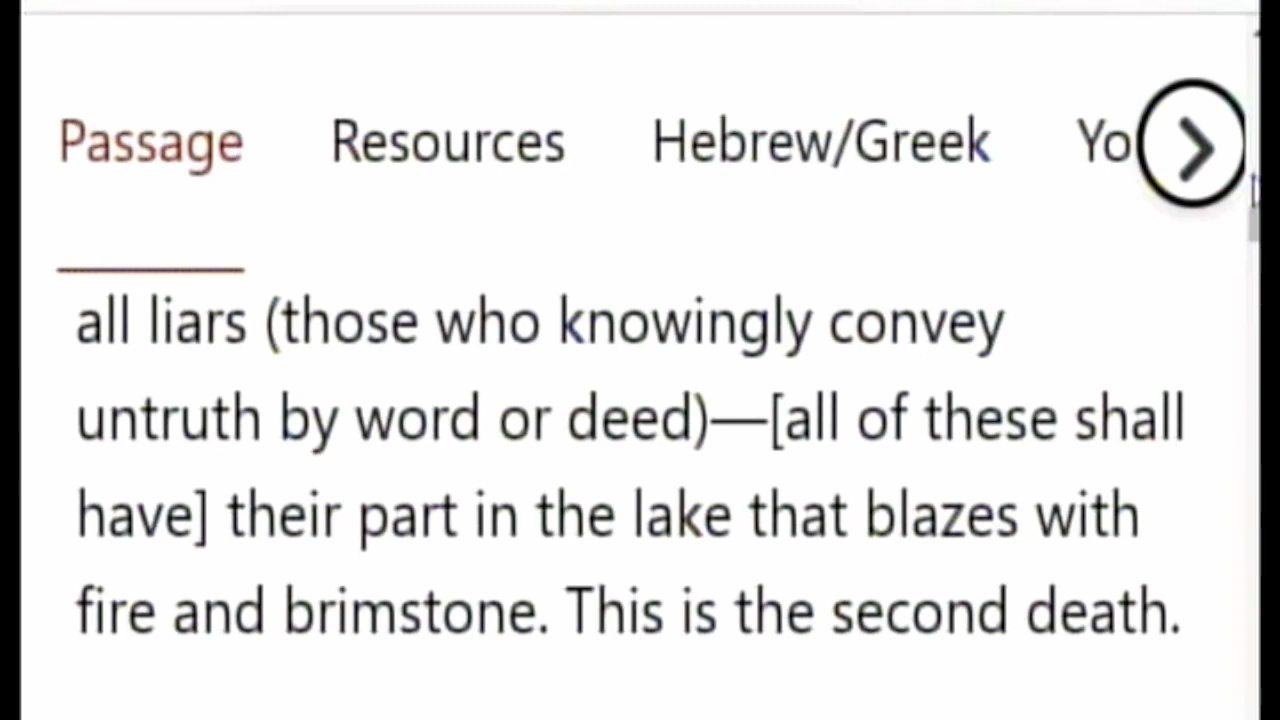 Passage Resources Hebrew/Greek Yo
all liars (those who knowingly convey
untruth by word or deed)—[all of these shall
have] their part in the lake that blazes with
fire and brimstone. This is the second death.